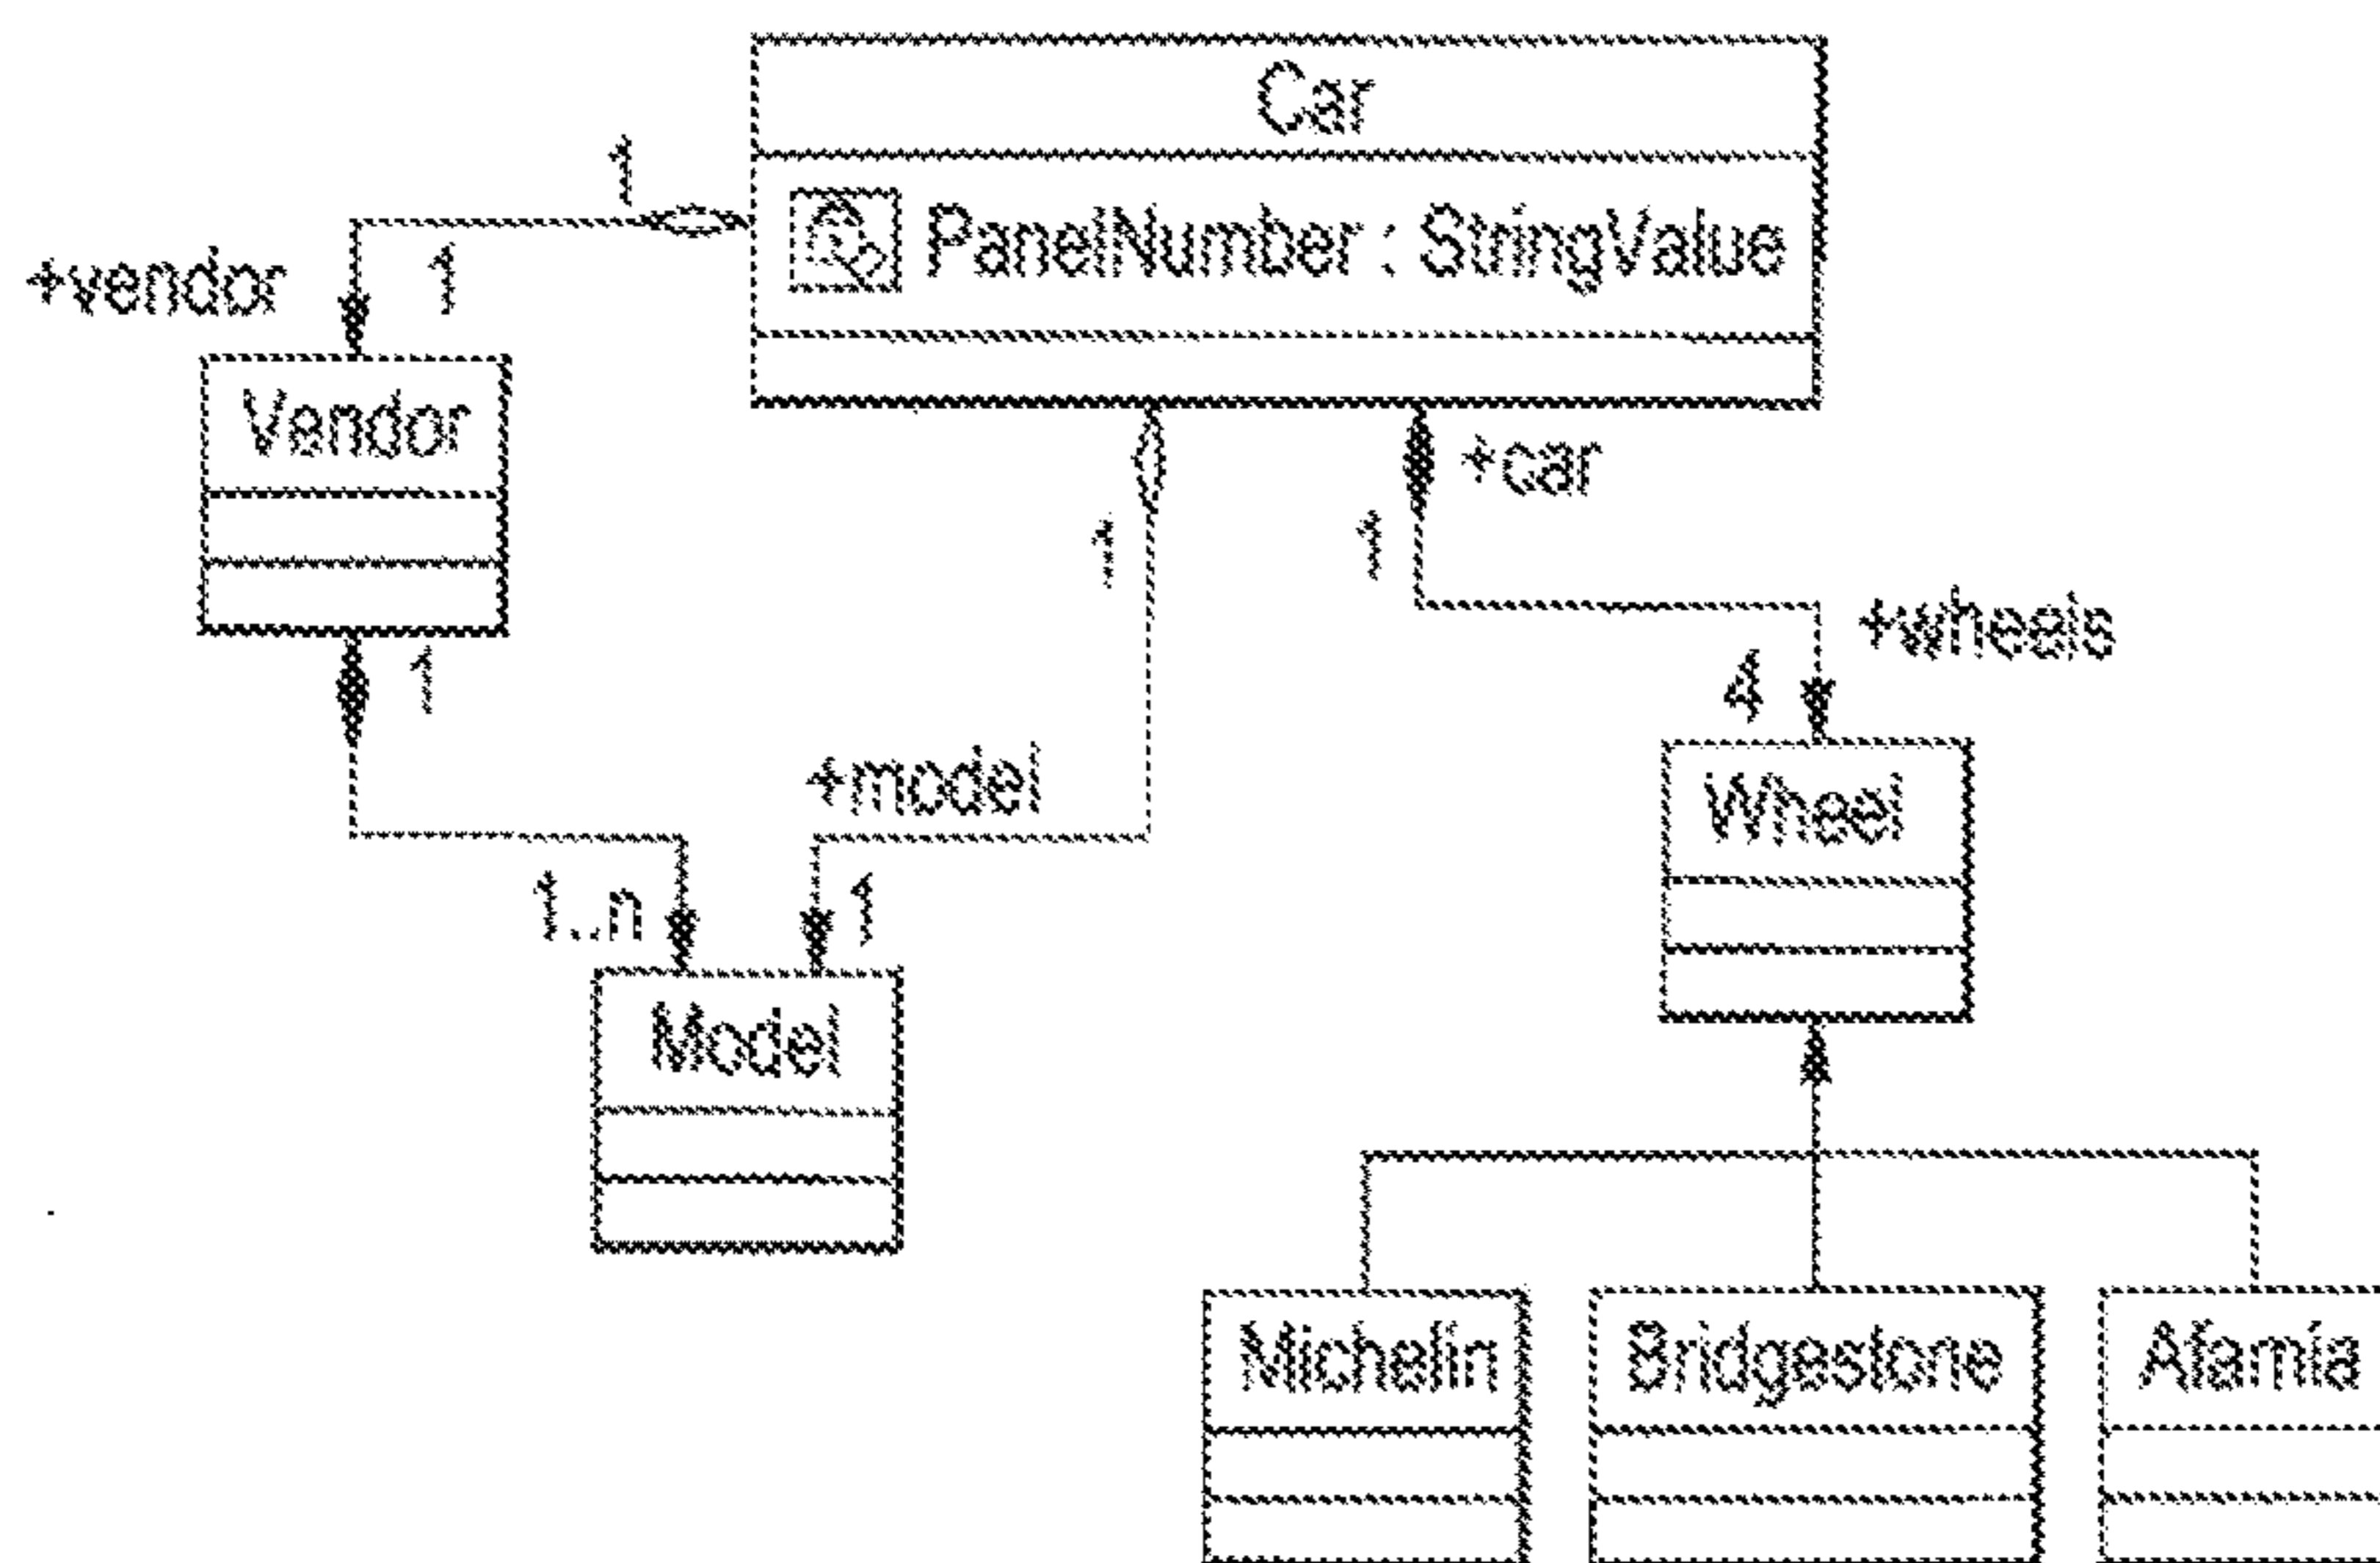 Car
1
PanelNumber : StringValue
+vendor
1
Vendor
+car
1
1
1
+wheels
4
+model
Wheel
1..n
1
Model
Michelin
Bridgestone
Afamia